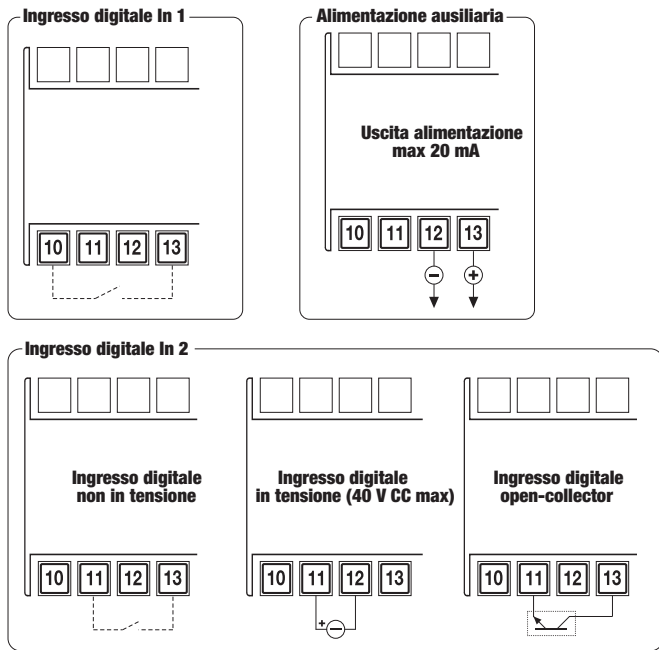 Ingresso digitale In 1
10 11 12 13
Alimentazione ausiliaria
Uscita alimentazione
max 20 mA
10 11 12 13
− +
Ingresso digitale In 2
Ingresso digitale
non in tensione
10 11 12 13
Ingresso digitale
in tensione (40 V CC max)
10 11 12 13
+ −
Ingresso digitale
open-collector
10 11 12 13